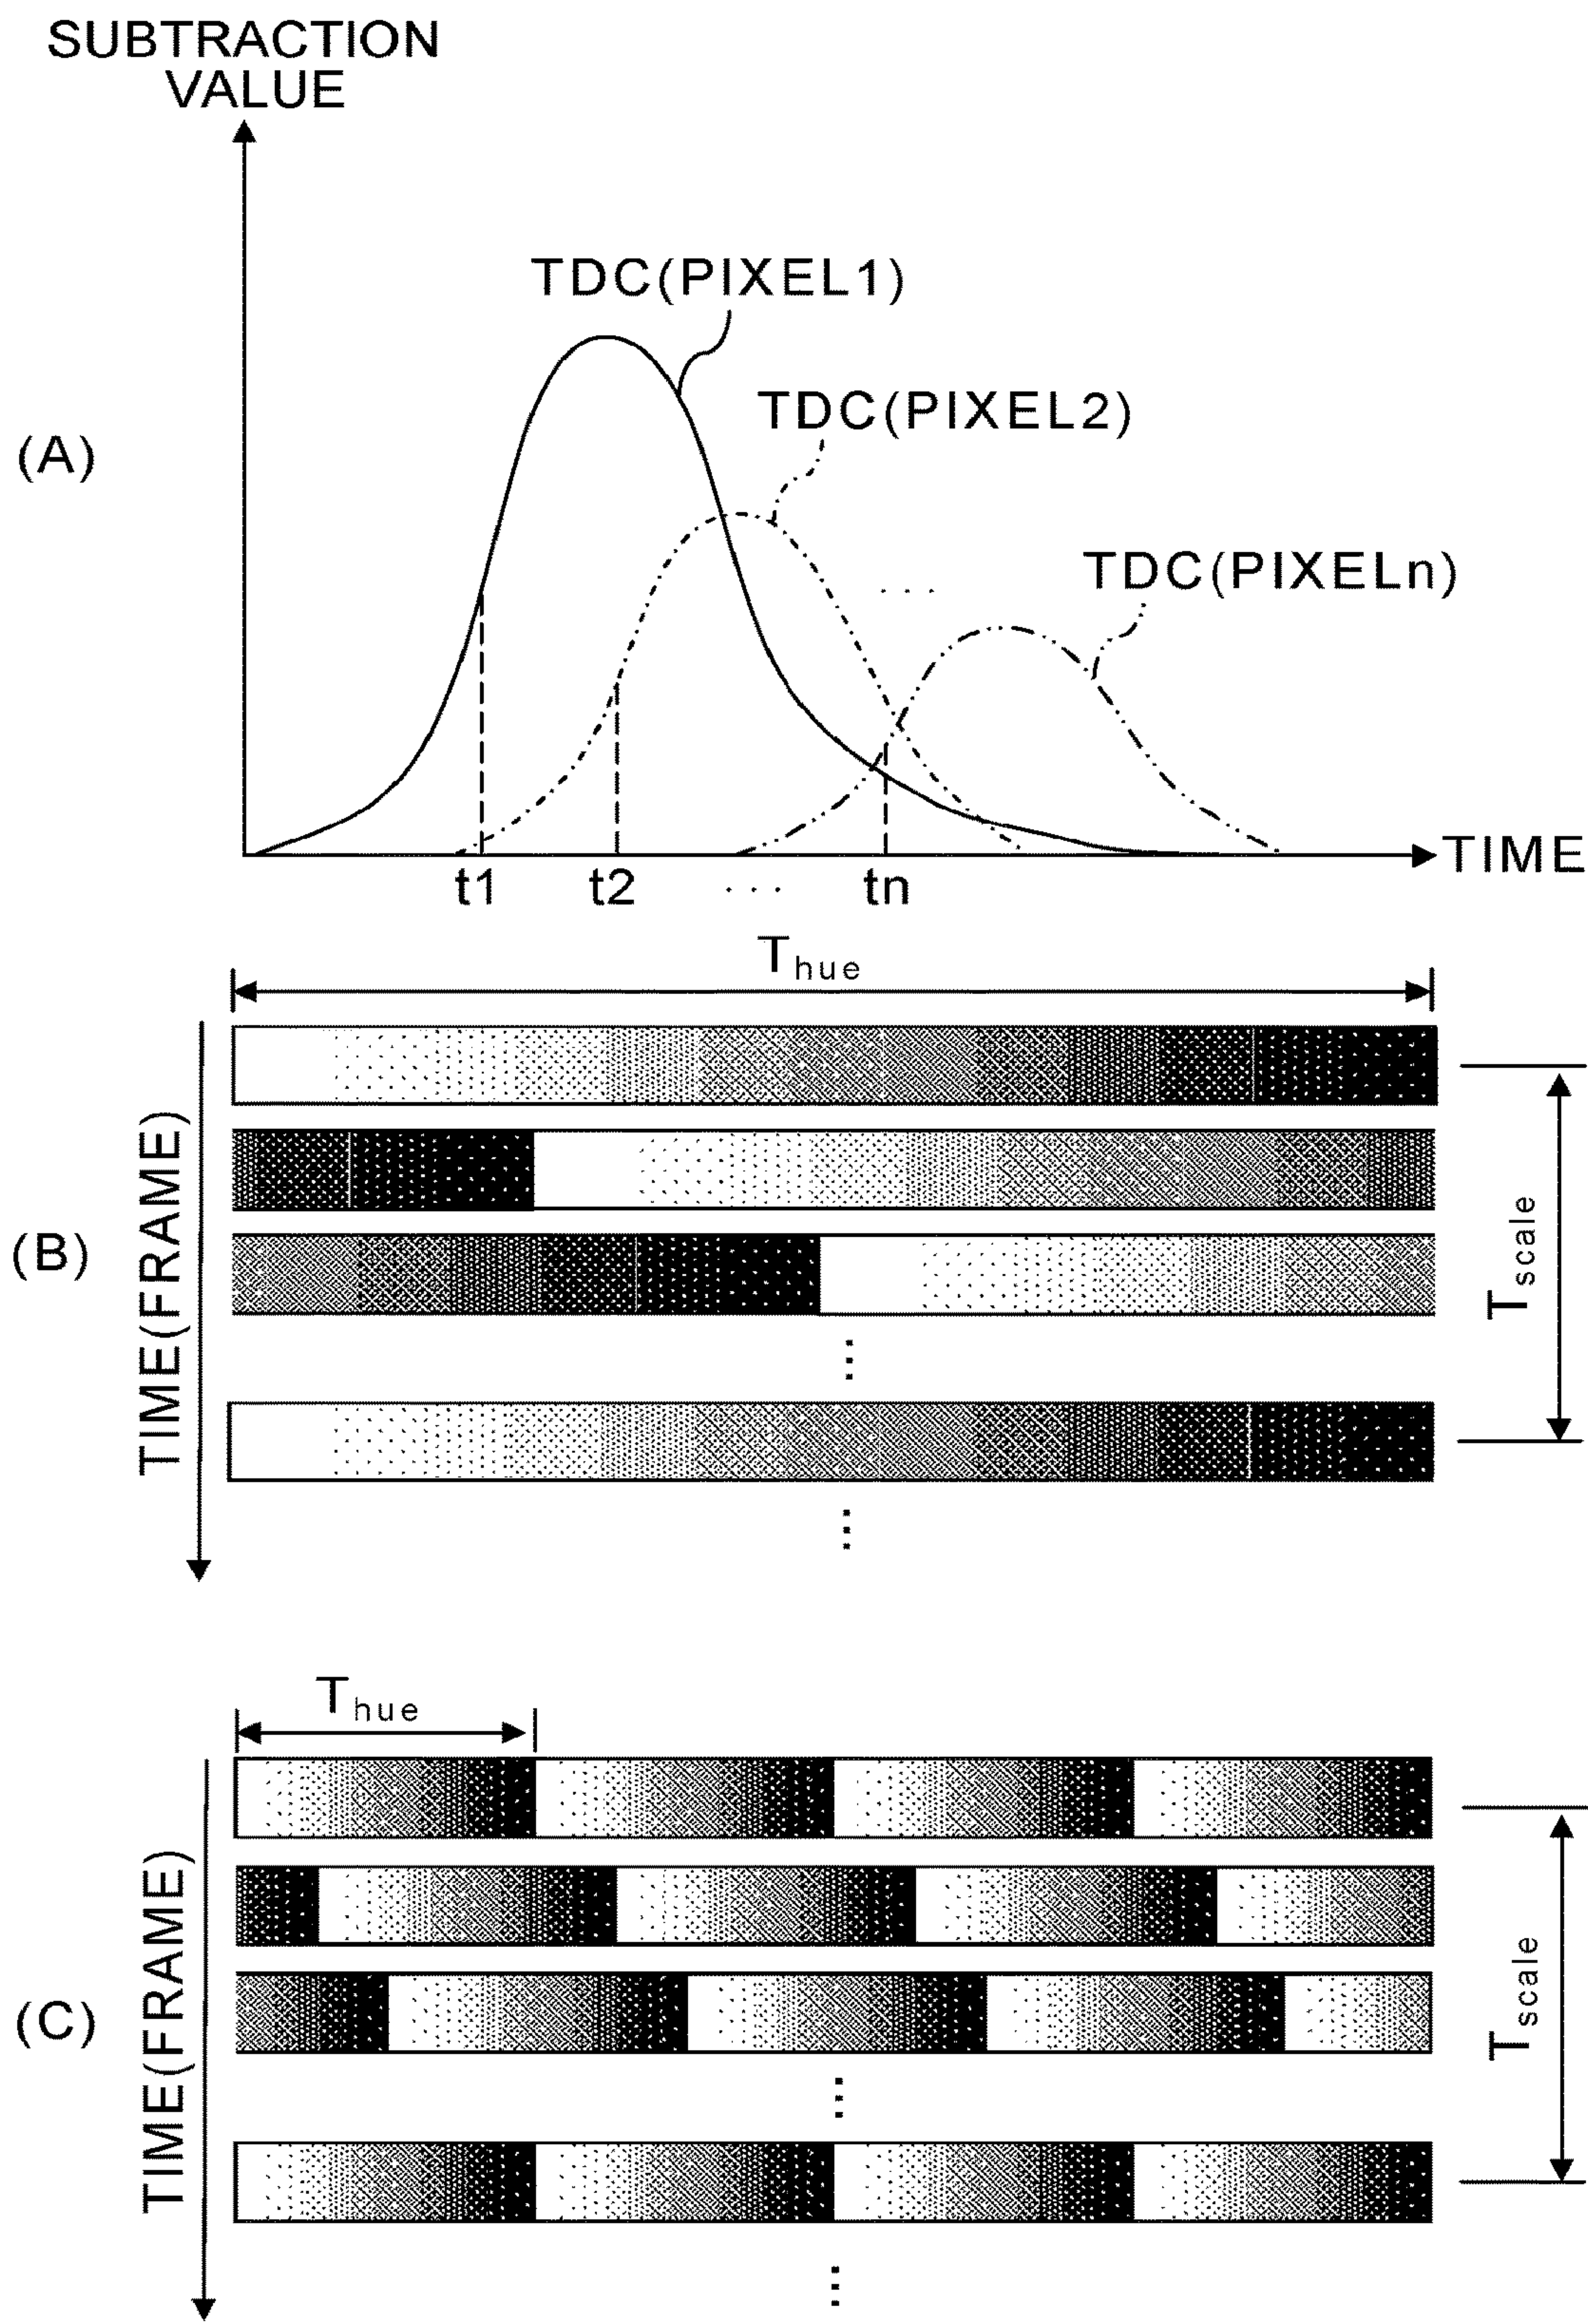 SUBTRACTION
VALUE
TDC(PIXEL1)
TDC(PIXEL2)
(A)
TDC(PIXELn)
...
TIME
t1 t2 ... tn
Thue
TIME(FRAME)
(B)
Tscale
⋮
⋮
Thue
TIME(FRAME)
(C)
Tscale
⋮
⋮